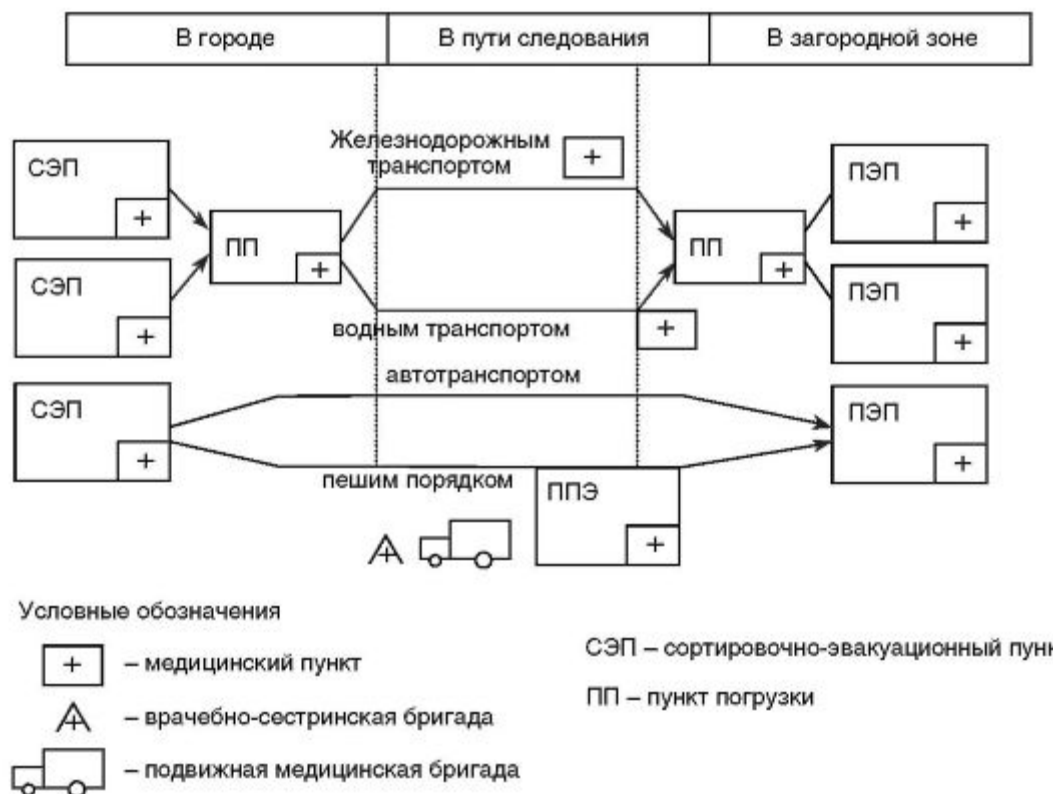 В городе
В пути следования
В загородной зоне
Железнодорожным
транспортом
СЭП
ПЭП
ПП
ПП
СЭП
ПЭП
водным транспортом
автотранспортом
СЭП
ПЭП
пешим порядком
ППЭ
Условные обозначения
– медицинский пункт
СЭП – сортировочно-эвакуационный пун
ПП – пункт погрузки
– врачебно-сестринская бригада
– подвижная медицинская бригада